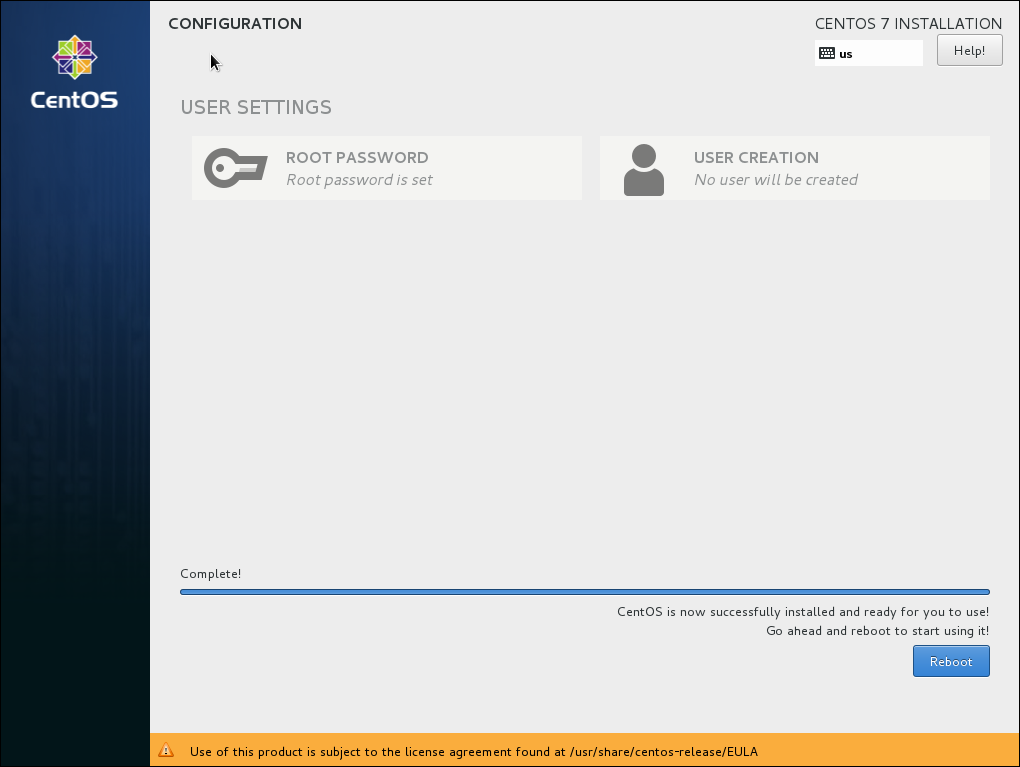 CONFIGURATION
CENTOS 7 INSTALLATION
us
Help!
CentOS
USER SETTINGS
ROOT PASSWORD
Root password is set
USER CREATION
No user will be created
Complete!
CentOS is now successfully installed and ready for you to use!
Go ahead and reboot to start using it!
Reboot
Use of this product is subject to the license agreement found at /usr/share/centos-release/EULA